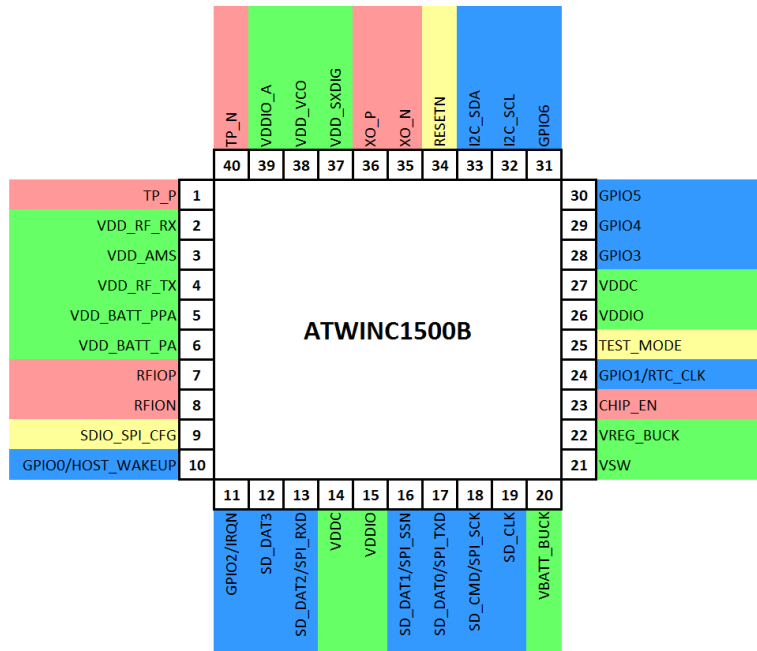 TP_N
VDDIO_A
VDD_VCO
VDD_SXDIG
XO_P
XO_N
RESETN
I2C_SDA
I2C_SCL
GPIO6
40 39 38 37 36 35 34 33 32 31
TP_P 1
VDD_RF_RX 2
VDD_AMS 3
VDD_RF_TX 4
VDD_BATT_PPA 5
VDD_BATT_PA 6
RFIOP 7
RFION 8
SDIO_SPI_CFG 9
GPIO0/HOST_WAKEUP 10
ATWINC1500B
30 GPIO5
29 GPIO4
28 GPIO3
27 VDDC
26 VDDIO
25 TEST_MODE
24 GPIO1/RTC_CLK
23 CHIP_EN
22 VREG_BUCK
21 VSW
11 12 13 14 15 16 17 18 19 20
GPIO2/IRQN
SD_DAT3
SD_DAT2/SPI_RXD
VDDC
VDDIO
SD_DAT1/SPI_SSN
SD_DAT0/SPI_TXD
SD_CMD/SPI_SCK
SD_CLK
VBATT_BUCK